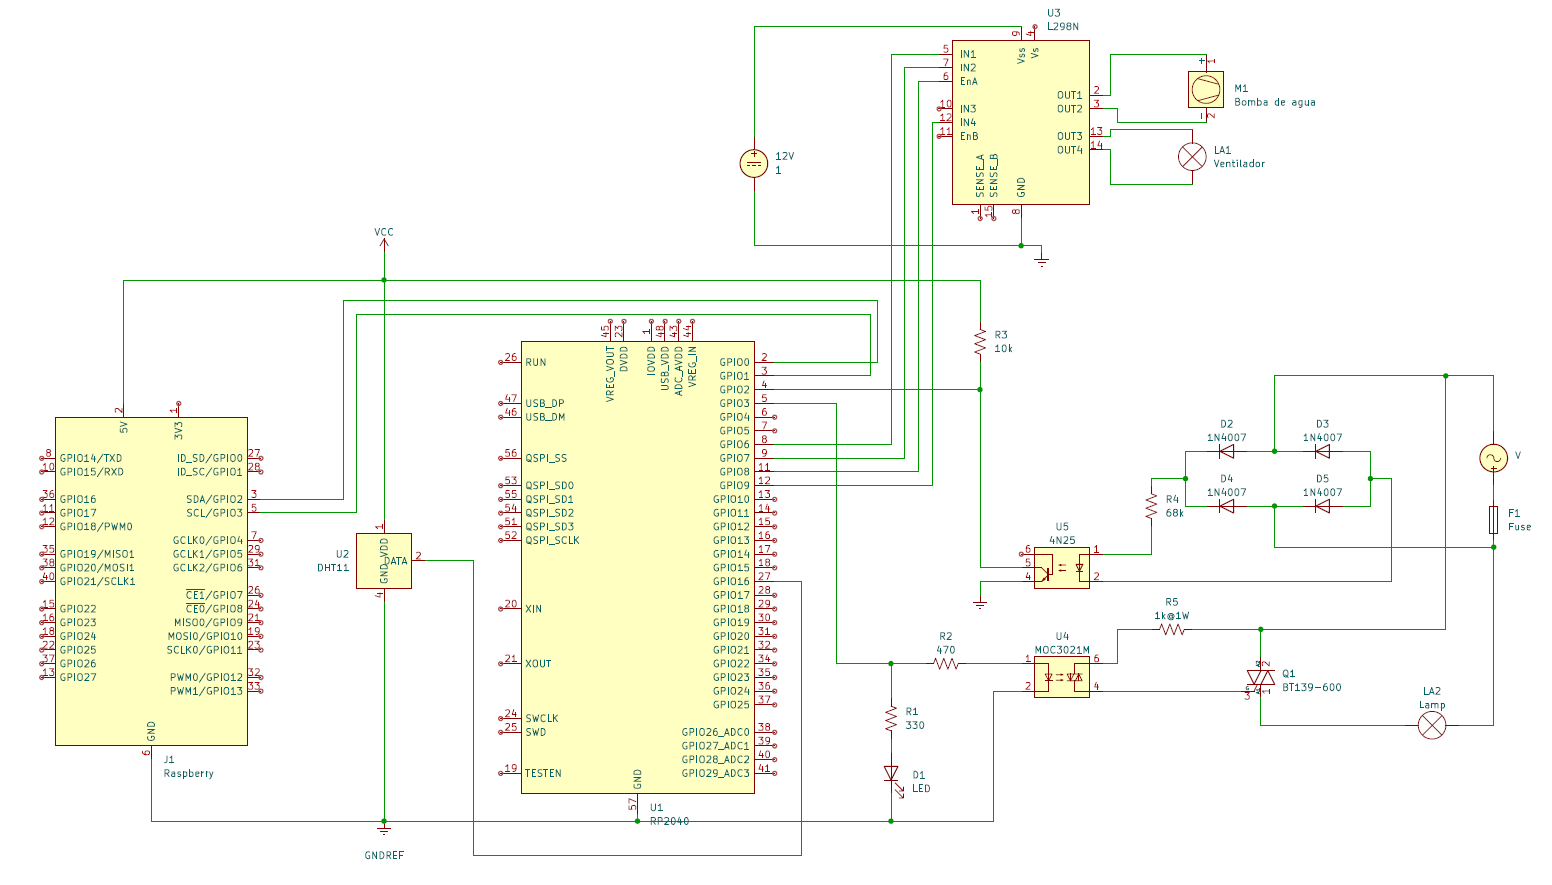 U3
L298N
9
4
Vss
Vs
5 IN1
7 IN2
6 EnA
10 IN3
12 IN4
11 EnB
OUT1 2
OUT2 3
OUT3 13
OUT4 14
SENSE_A
SENSE_B
GND
1
15
8
+
1
M1
Bomba de agua
−
2
LA1
Ventilador
12V
1
VCC
R3
10k
45
23
1
48
43
44
VREG_VOUT
DVDD
IOVDD
USB_VDD
ADC_AVDD
VREG_IN
26 RUN
47 USB_DP
46 USB_DM
56 QSPI_SS
53 QSPI_SD0
55 QSPI_SD1
54 QSPI_SD2
51 QSPI_SD3
52 QSPI_SCLK
20 XIN
21 XOUT
24 SWCLK
25 SWD
19 TESTEN
GPIO0 2
GPIO1 3
GPIO2 4
GPIO3 5
GPIO4 6
GPIO5 7
GPIO6 8
GPIO7 9
GPIO8 11
GPIO9 12
GPIO10 13
GPIO11 14
GPIO12 15
GPIO13 16
GPIO14 17
GPIO15 18
GPIO16 27
GPIO17 28
GPIO18 29
GPIO19 30
GPIO20 31
GPIO21 32
GPIO22 34
GPIO23 35
GPIO24 36
GPIO25 37
GPIO26_ADC0 38
GPIO27_ADC1 39
GPIO28_ADC2 40
GPIO29_ADC3 41
GND
57
U1
RP2040
2
1
5V
3V3
8 GPIO14/TXD
10 GPIO15/RXD
36 GPIO16
11 GPIO17
12 GPIO18/PWM0
35 GPIO19/MISO1
38 GPIO20/MOSI1
40 GPIO21/SCLK1
15 GPIO22
16 GPIO23
18 GPIO24
22 GPIO25
37 GPIO26
13 GPIO27
ID_SD/GPIO0 27
ID_SC/GPIO1 28
SDA/GPIO2 3
SCL/GPIO3 5
GCLK0/GPIO4 7
GCLK1/GPIO5 29
GCLK2/GPIO6 31
CE1/GPIO7 26
CE0/GPIO8 24
MISO0/GPIO9 21
MOSI0/GPIO10 19
SCLK0/GPIO11 23
PWM0/GPIO12 32
PWM1/GPIO13 33
GND
6
J1
Raspberry
U2
DHT11
1
VDD
DATA 2
GND
4
GNDREF
D2
1N4007
D3
1N4007
D4
1N4007
D5
1N4007
V
+
F1
Fuse
R4
68k
U5
4N25
6
5
4
1
2
R5
1k@1W
U4
MOC3021M
1
2
6
4
R2
470
R1
330
D1
LED
Q1
BT139-600
2
1
3
LA2
Lamp